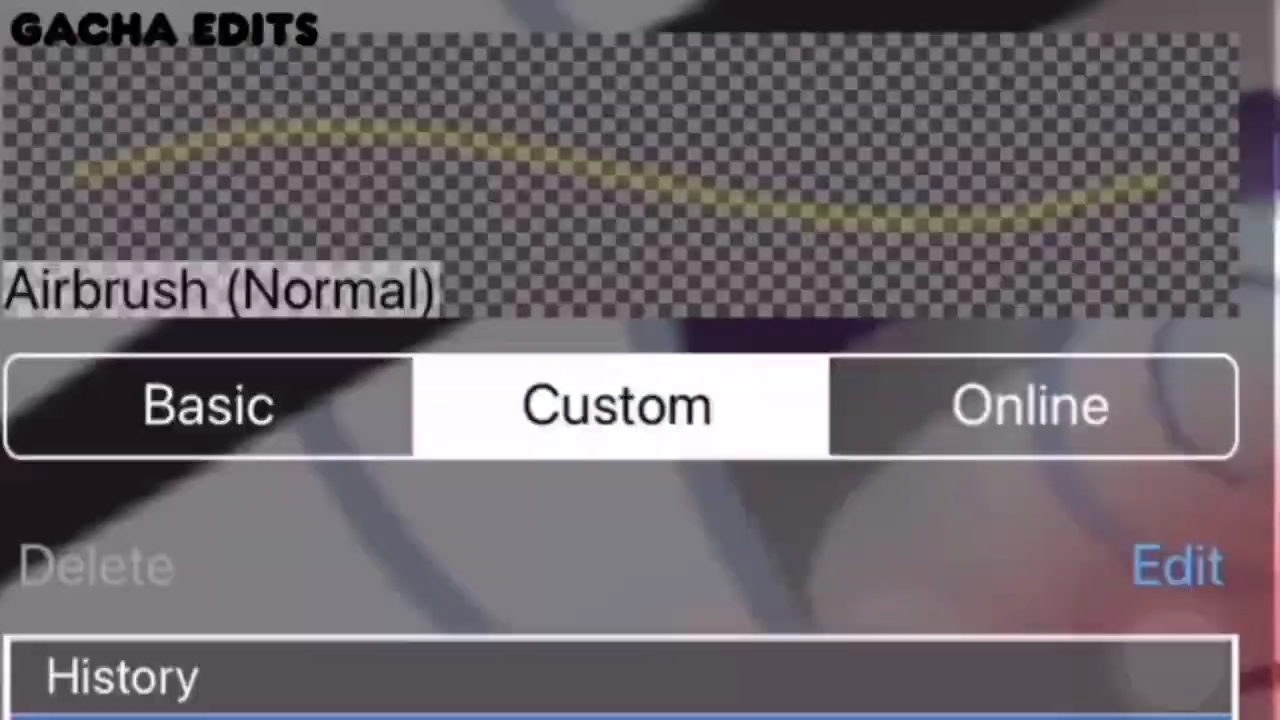 GACHA EDITS
Airbrush (Normal)
Basic
Custom
Online
Delete
Edit
History